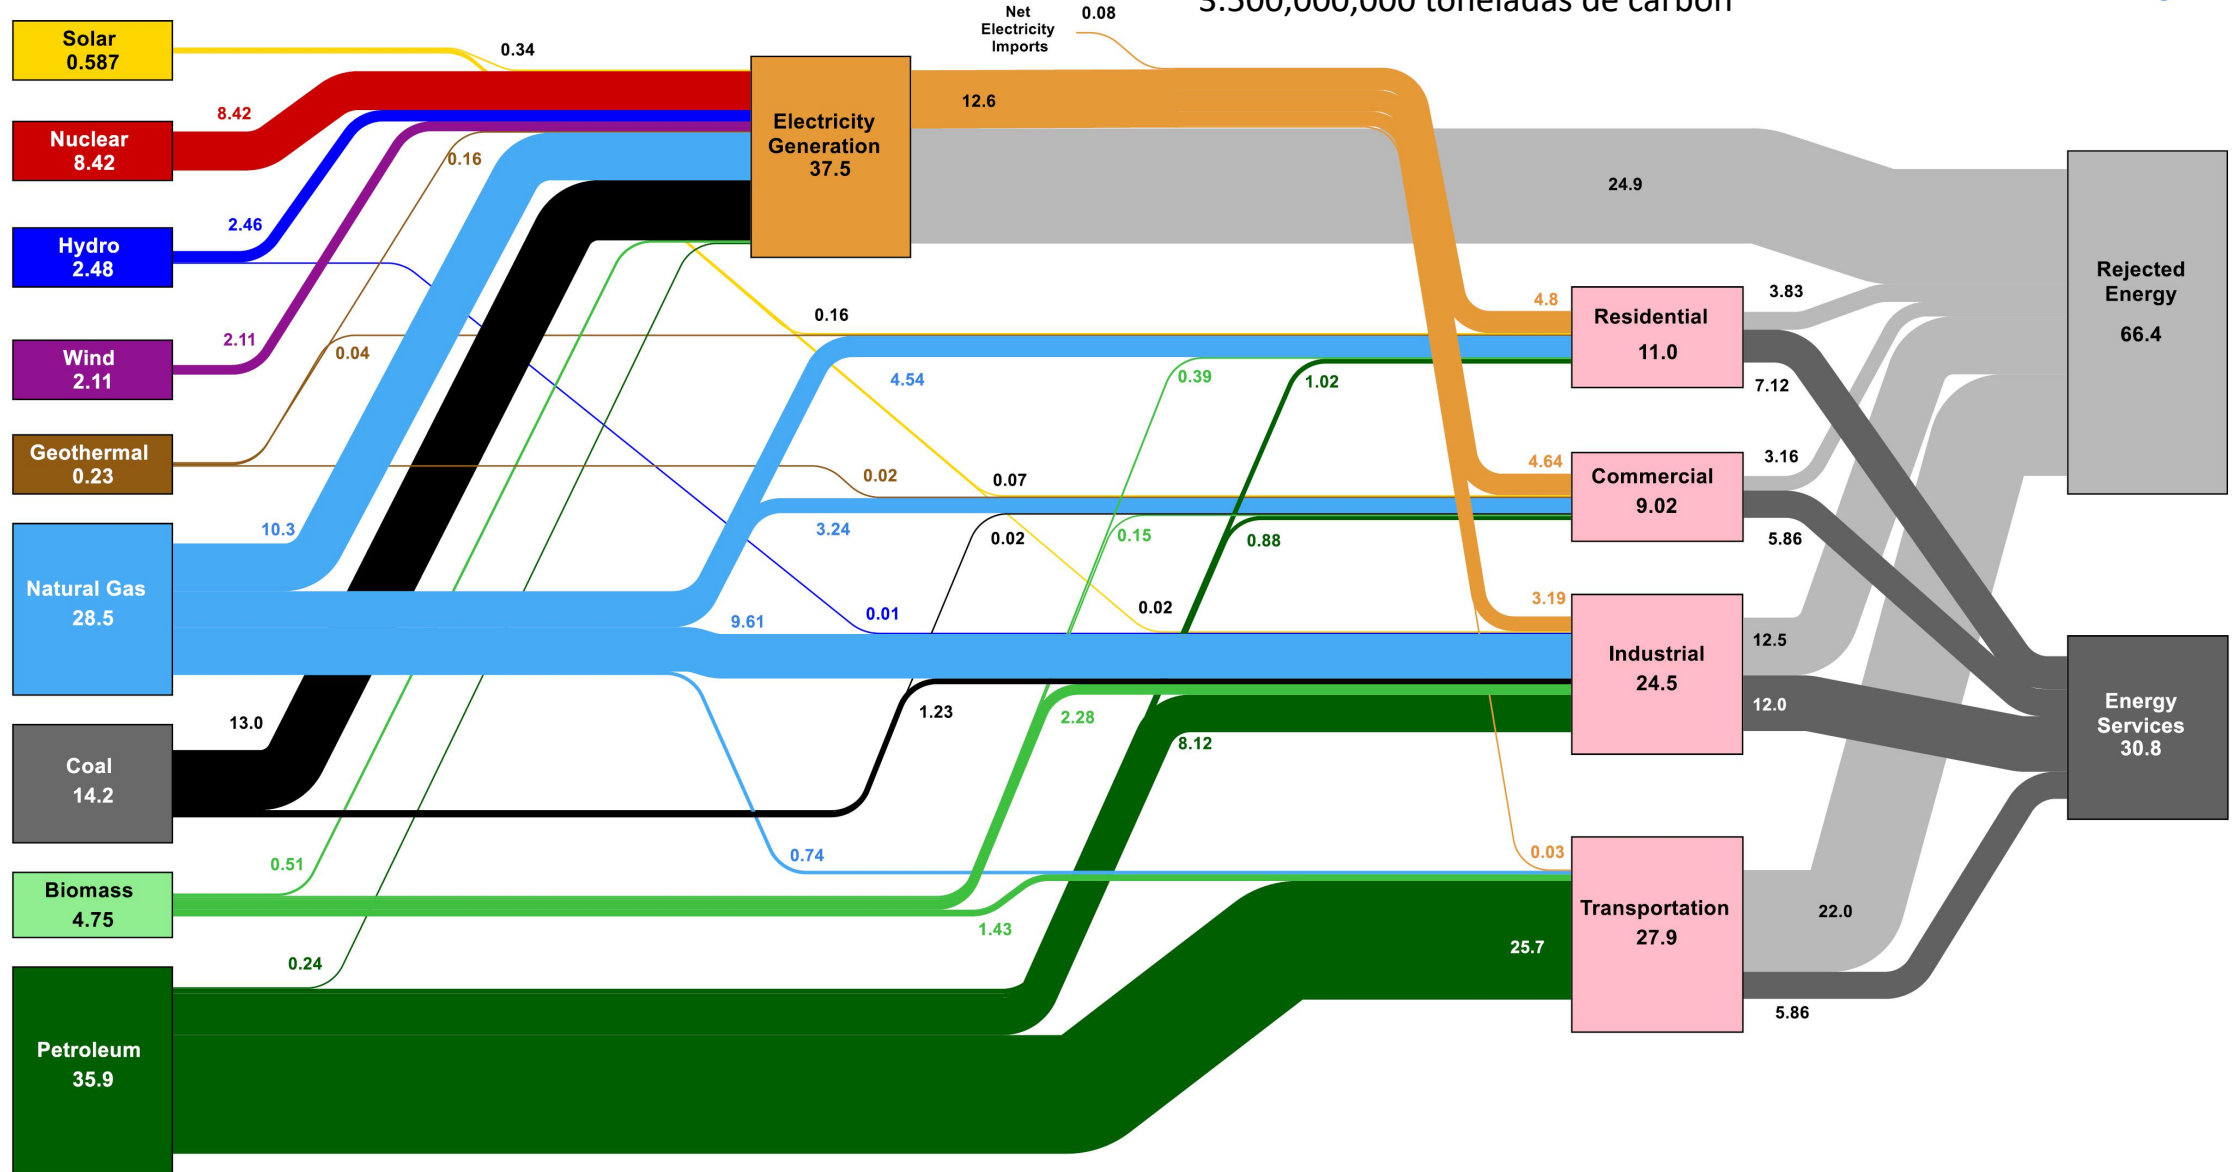 3.500,000,000 toneladas de carbón
Net
Electricity
Imports
0.08
Solar
0.587
0.34
Nuclear
8.42
8.42
Hydro
2.48
2.46
Wind
2.11
2.11
Geothermal
0.23
0.16
0.04
Natural Gas
28.5
10.3
Coal
14.2
13.0
Biomass
4.75
0.51
Petroleum
35.9
0.24
Electricity
Generation
37.5
12.6
24.9
0.16
4.54
0.39
1.02
0.02
0.07
3.24
0.02
0.15
0.88
9.61
0.01
0.02
1.23
2.28
8.12
0.74
1.43
25.7
4.8
4.64
3.19
0.03
Residential
11.0
3.83
7.12
Commercial
9.02
3.16
5.86
Industrial
24.5
12.5
12.0
Transportation
27.9
22.0
5.86
Rejected
Energy
66.4
Energy
Services
30.8